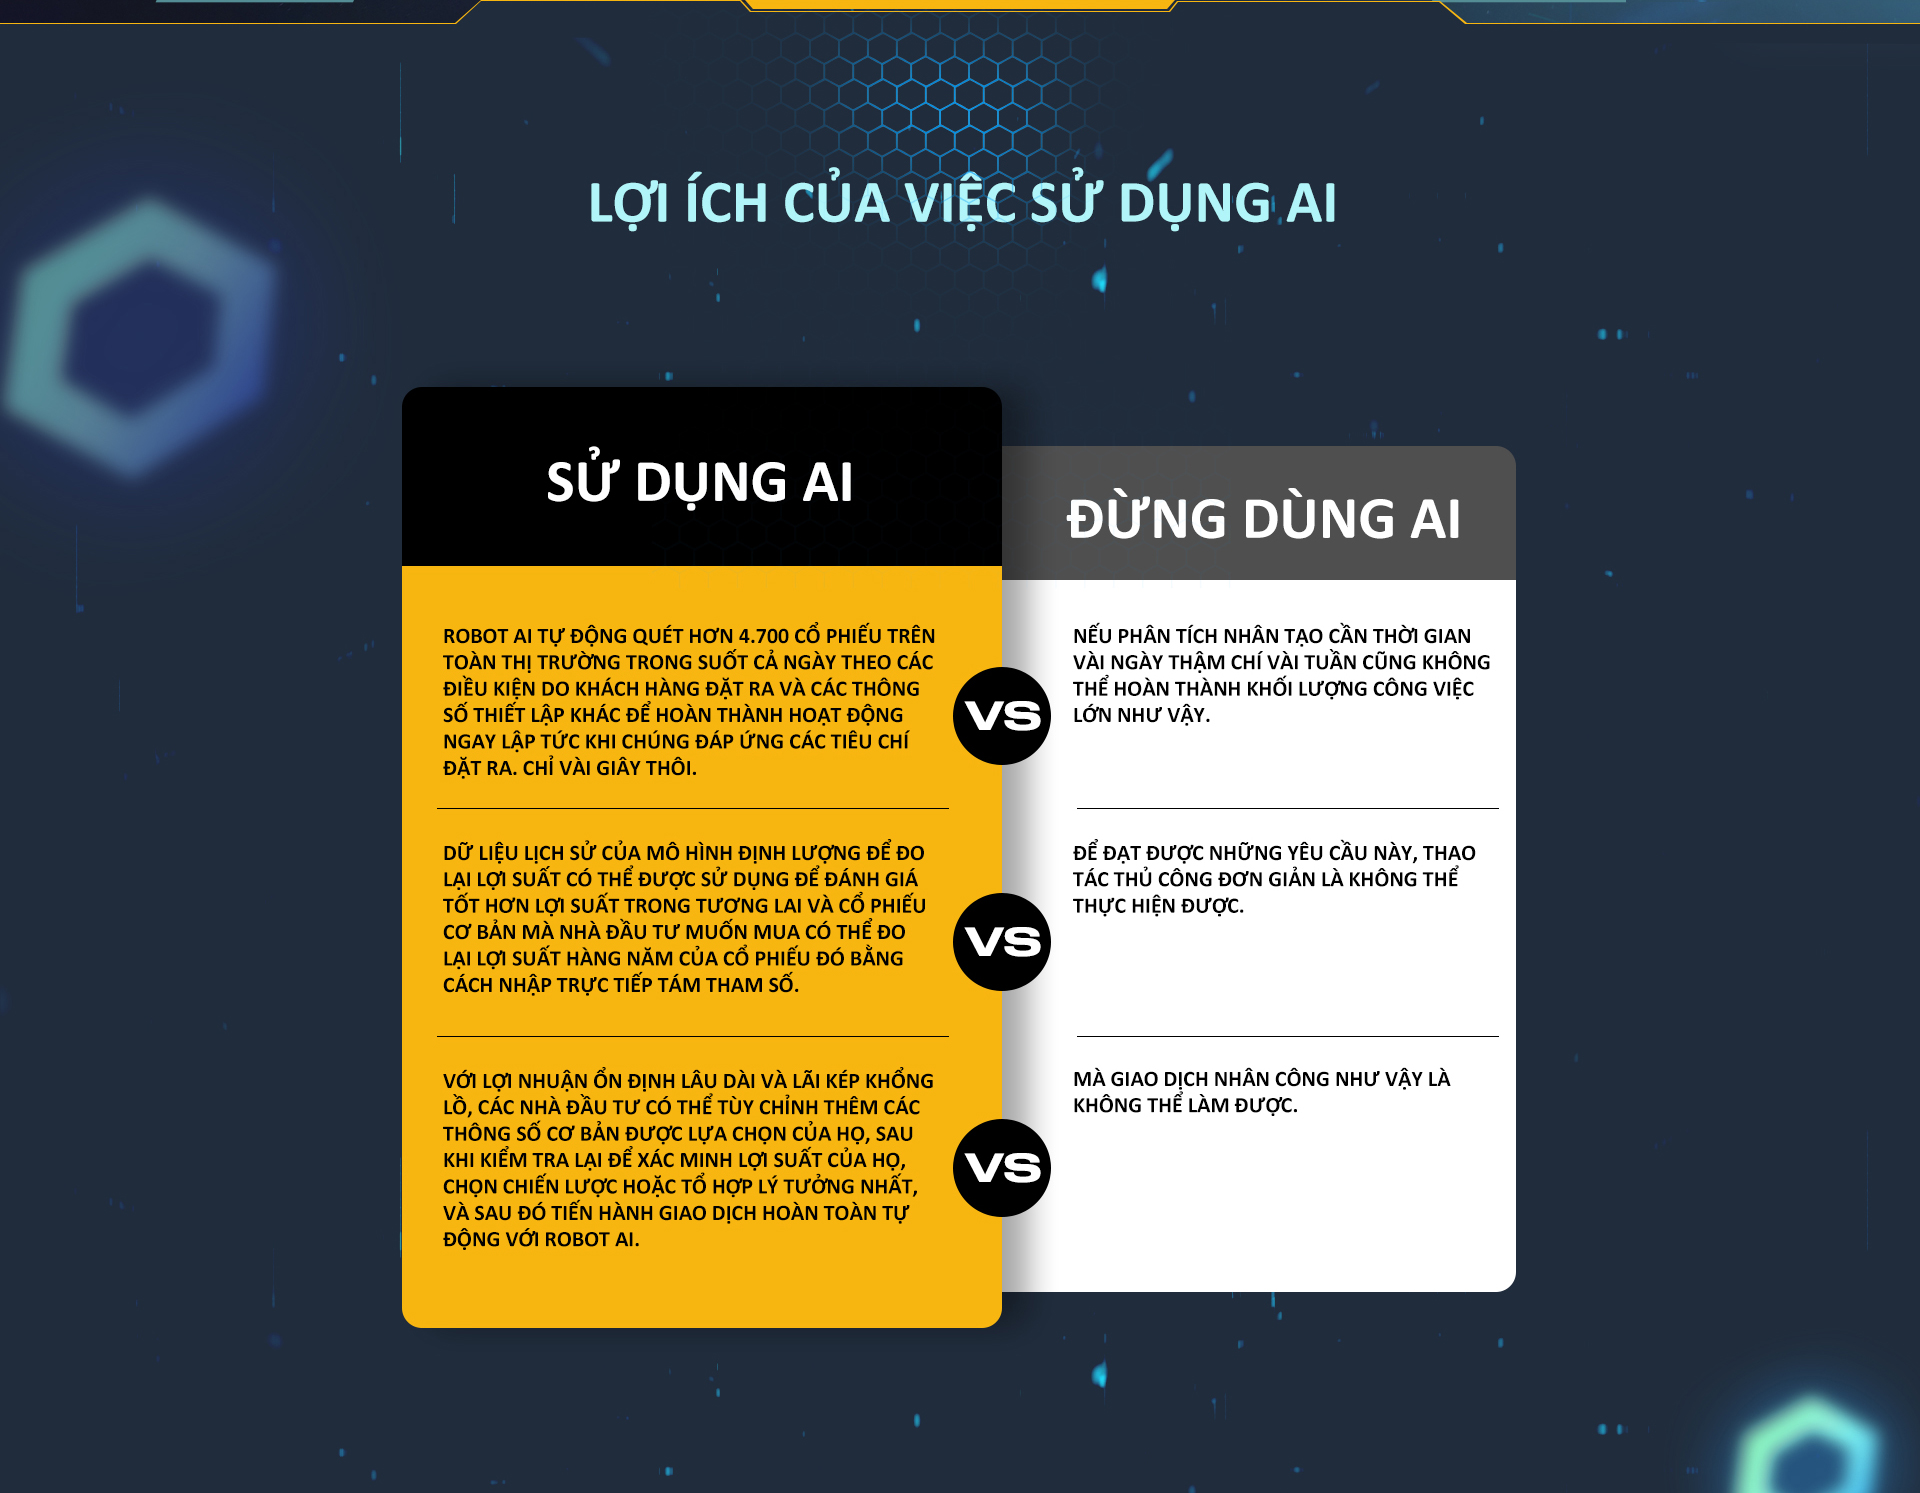 LỢI ÍCH CỦA VIỆC SỬ DỤNG AI
SỬ DỤNG AI
ĐỪNG DÙNG AI
ROBOT AI TỰ ĐỘNG QUÉT HƠN 4.700 CỔ PHIẾU TRÊN
TOÀN THỊ TRƯỜNG TRONG SUỐT CẢ NGÀY THEO CÁC
ĐIỀU KIỆN DO KHÁCH HÀNG ĐẶT RA VÀ CÁC THÔNG
SỐ THIẾT LẬP KHÁC ĐỂ HOÀN THÀNH HOẠT ĐỘNG
NGAY LẬP TỨC KHI CHÚNG ĐÁP ỨNG CÁC TIÊU CHÍ
ĐẶT RA. CHỈ VÀI GIÂY THÔI.
VS
NẾU PHÂN TÍCH NHÂN TẠO CẦN THỜI GIAN
VÀI NGÀY THẬM CHÍ VÀI TUẦN CŨNG KHÔNG
THỂ HOÀN THÀNH KHỐI LƯỢNG CÔNG VIỆC
LỚN NHƯ VẬY.
DỮ LIỆU LỊCH SỬ CỦA MÔ HÌNH ĐỊNH LƯỢNG ĐỂ ĐO
LẠI LỢI SUẤT CÓ THỂ ĐƯỢC SỬ DỤNG ĐỂ ĐÁNH GIÁ
TỐT HƠN LỢI SUẤT TRONG TƯƠNG LAI VÀ CỔ PHIẾU
CƠ BẢN MÀ NHÀ ĐẦU TƯ MUỐN MUA CÓ THỂ ĐO
LẠI LỢI SUẤT HÀNG NĂM CỦA CỔ PHIẾU ĐÓ BẰNG
CÁCH NHẬP TRỰC TIẾP TÁM THAM SỐ.
VS
ĐỂ ĐẠT ĐƯỢC NHỮNG YÊU CẦU NÀY, THAO
TÁC THỦ CÔNG ĐƠN GIẢN LÀ KHÔNG THỂ
THỰC HIỆN ĐƯỢC.
VỚI LỢI NHUẬN ỔN ĐỊNH LÂU DÀI VÀ LÃI KÉP KHỔNG
LỒ, CÁC NHÀ ĐẦU TƯ CÓ THỂ TÙY CHỈNH THÊM CÁC
THÔNG SỐ CƠ BẢN ĐƯỢC LỰA CHỌN CỦA HỌ, SAU
KHI KIỂM TRA LẠI ĐỂ XÁC MINH LỢI SUẤT CỦA HỌ,
CHỌN CHIẾN LƯỢC HOẶC TỔ HỢP LÝ TƯỞNG NHẤT,
VÀ SAU ĐÓ TIẾN HÀNH GIAO DỊCH HOÀN TOÀN TỰ
ĐỘNG VỚI ROBOT AI.
VS
MÀ GIAO DỊCH NHÂN CÔNG NHƯ VẬY LÀ
KHÔNG THỂ LÀM ĐƯỢC.